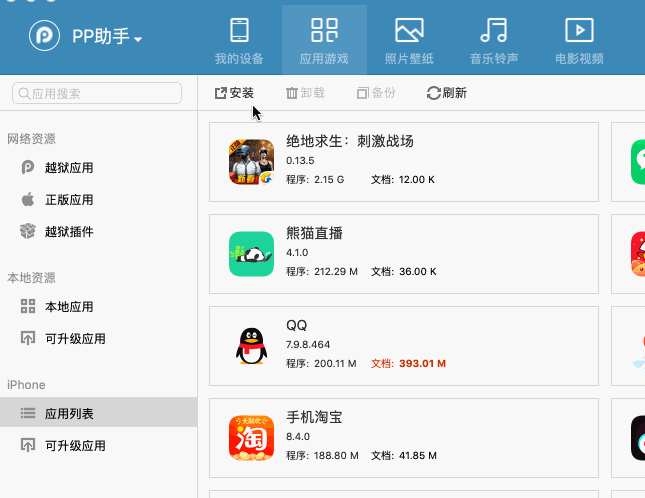 PP助手
我的设备
应用游戏
照片壁纸
音乐铃声
电影视频
应用搜索
安装
卸载
备份
刷新
网络资源
越狱应用
正版应用
越狱插件
本地资源
本地应用
可升级应用
iPhone
应用列表
可升级应用
绝地求生：刺激战场
0.13.5
程序: 2.15 G 文档: 12.00 K
熊猫直播
4.1.0
程序: 212.29 M 文档: 36.00 K
QQ
7.9.8.464
程序: 200.11 M 文档: 393.01 M
手机淘宝
8.4.0
程序: 188.80 M 文档: 41.85 M
淘